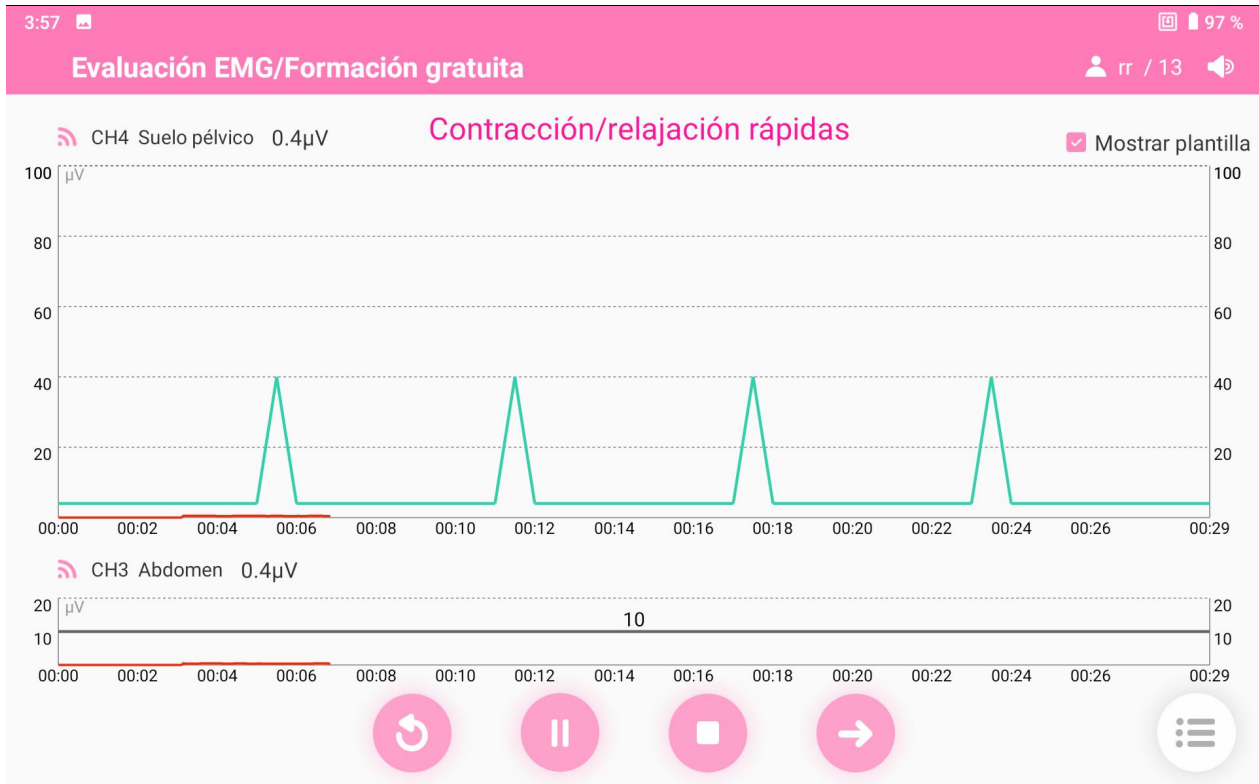 3:57 97 %
Evaluación EMG/Formación gratuita rr / 13
CH4 Suelo pélvico 0.4µV Contracción/relajación rápidas Mostrar plantilla
100 µV 100
80 80
60 60
40 40
20 20
00:00 00:02 00:04 00:06 00:08 00:10 00:12 00:14 00:16 00:18 00:20 00:22 00:24 00:26 00:29
CH3 Abdomen 0.4µV
20 µV 20
10
10 10
00:00 00:02 00:04 00:06 00:08 00:10 00:12 00:14 00:16 00:18 00:20 00:22 00:24 00:26 00:29